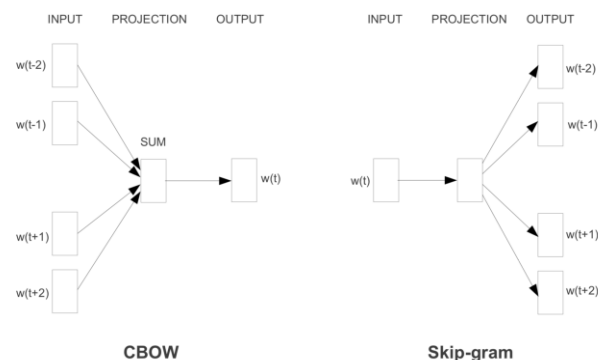 INPUT PROJECTION OUTPUT
w(t-2)
w(t-1)
SUM
w(t)
w(t+1)
w(t+2)
CBOW
INPUT PROJECTION OUTPUT
w(t-2)
w(t-1)
w(t)
w(t+1)
w(t+2)
Skip-gram